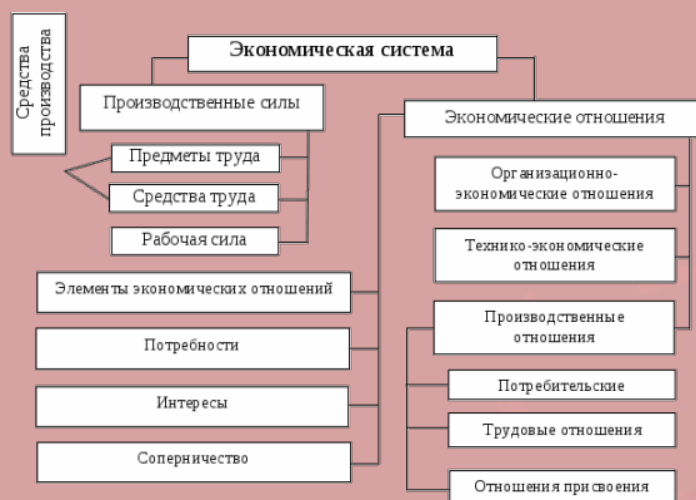 Средства
производства
Экономическая система
Производственные силы
Предметы труда
Средства труда
Рабочая сила
Экономические отношения
Организационно-
экономические отношения
Технико-экономические
отношения
Производственные
отношения
Потребительские
Трудовые отношения
Отношения присвоения
Элементы экономических отношений
Потребности
Интересы
Соперничество